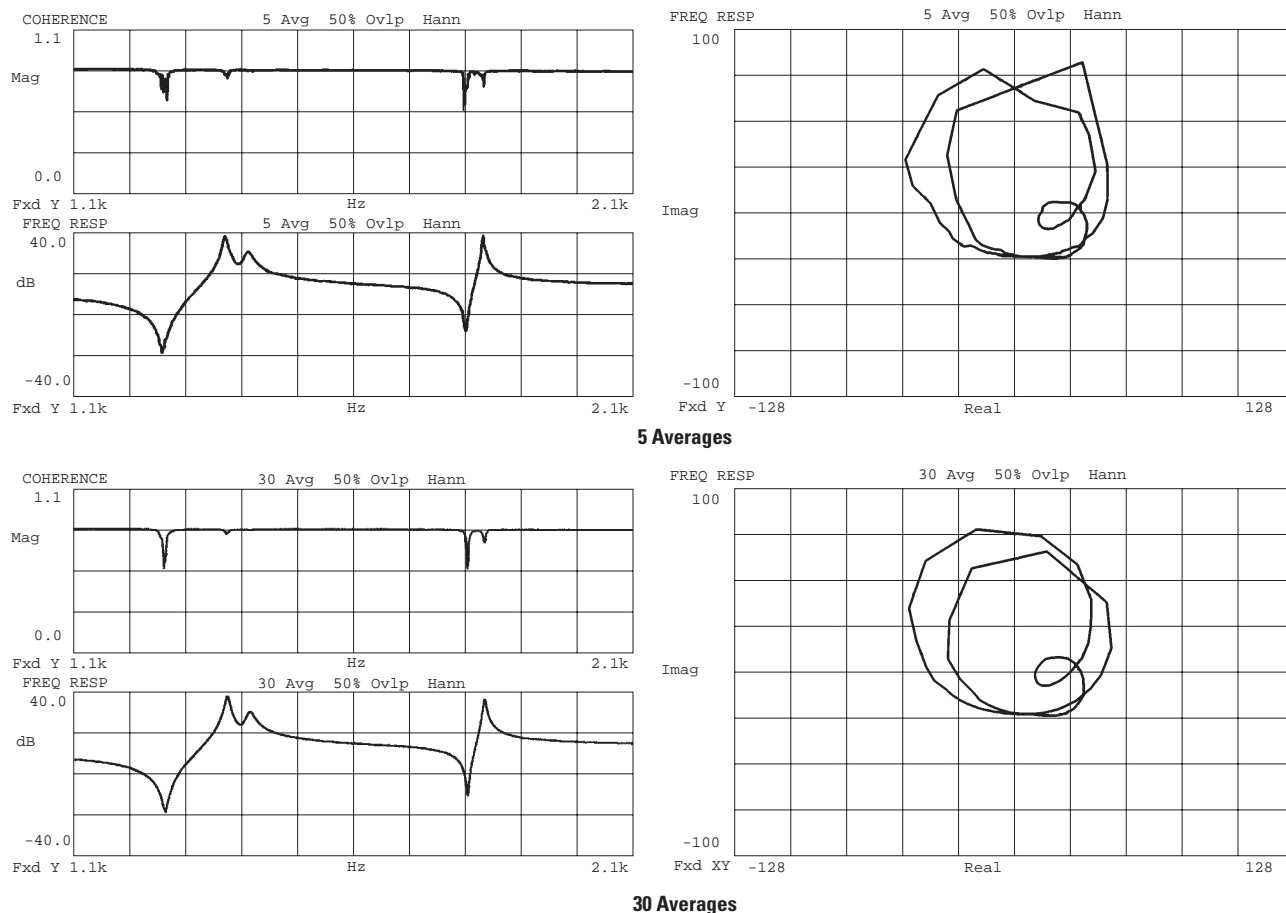 COHERENCE 5 Avg 50% Ovlp Hann
1.1
Mag
0.0
Fxd Y 1.1k Hz 2.1k
FREQ RESP 5 Avg 50% Ovlp Hann
40.0
dB
-40.0
Fxd Y 1.1k Hz 2.1k
FREQ RESP 5 Avg 50% Ovlp Hann
100
Imag
-100
Fxd Y -128 Real 128
5 Averages
COHERENCE 30 Avg 50% Ovlp Hann
1.1
Mag
0.0
Fxd Y 1.1k Hz 2.1k
FREQ RESP 30 Avg 50% Ovlp Hann
40.0
dB
-40.0
Fxd Y 1.1k Hz 2.1k
FREQ RESP 30 Avg 50% Ovlp Hann
100
Imag
-100
Fxd XY -128 Real 128
30 Averages